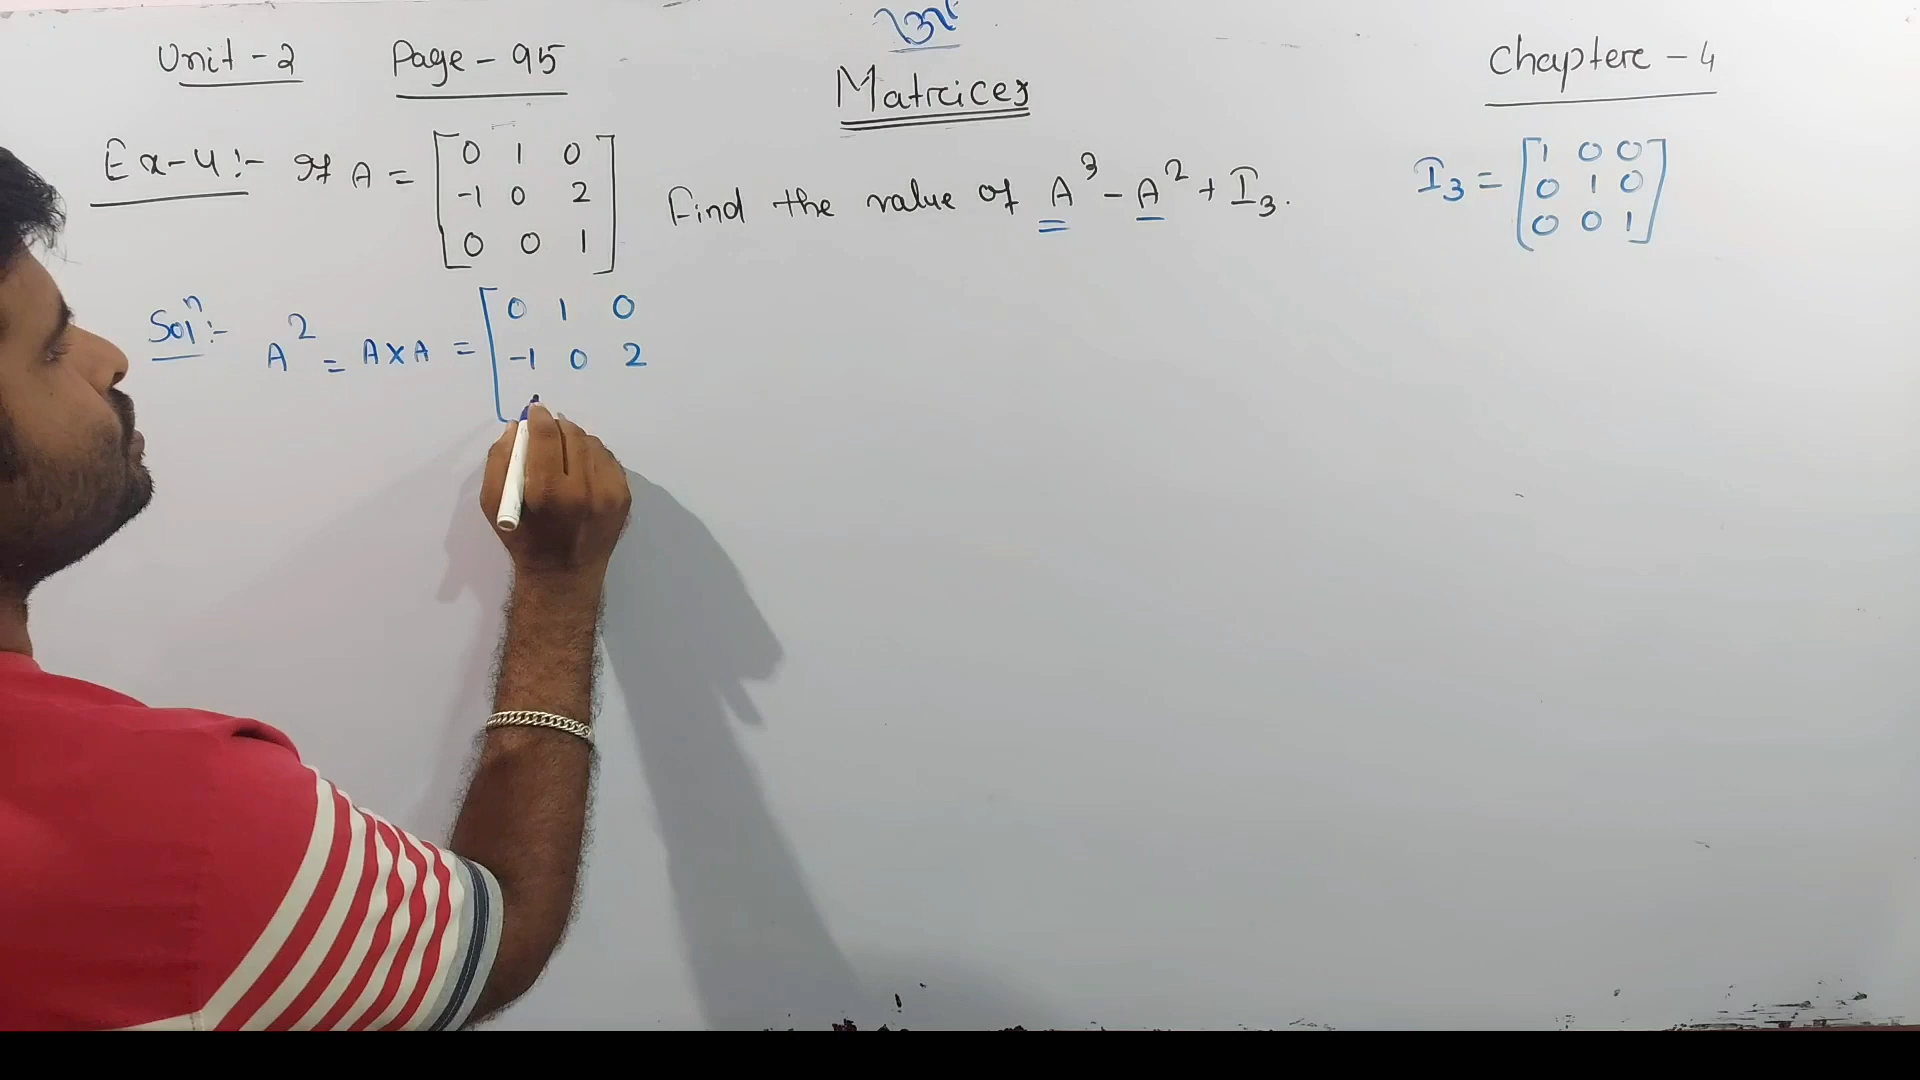 Unit - 2 Page - 95 Matrices Chapter - 4
Ex-4 :- If A = [0 1 0
-1 0 2
0 0 1] Find the value of A³ - A² + I₃. I₃ = [1 0 0
0 1 0
0 0 1]
Solⁿ :- A² = A × A = [0 1 0
-1 0 2